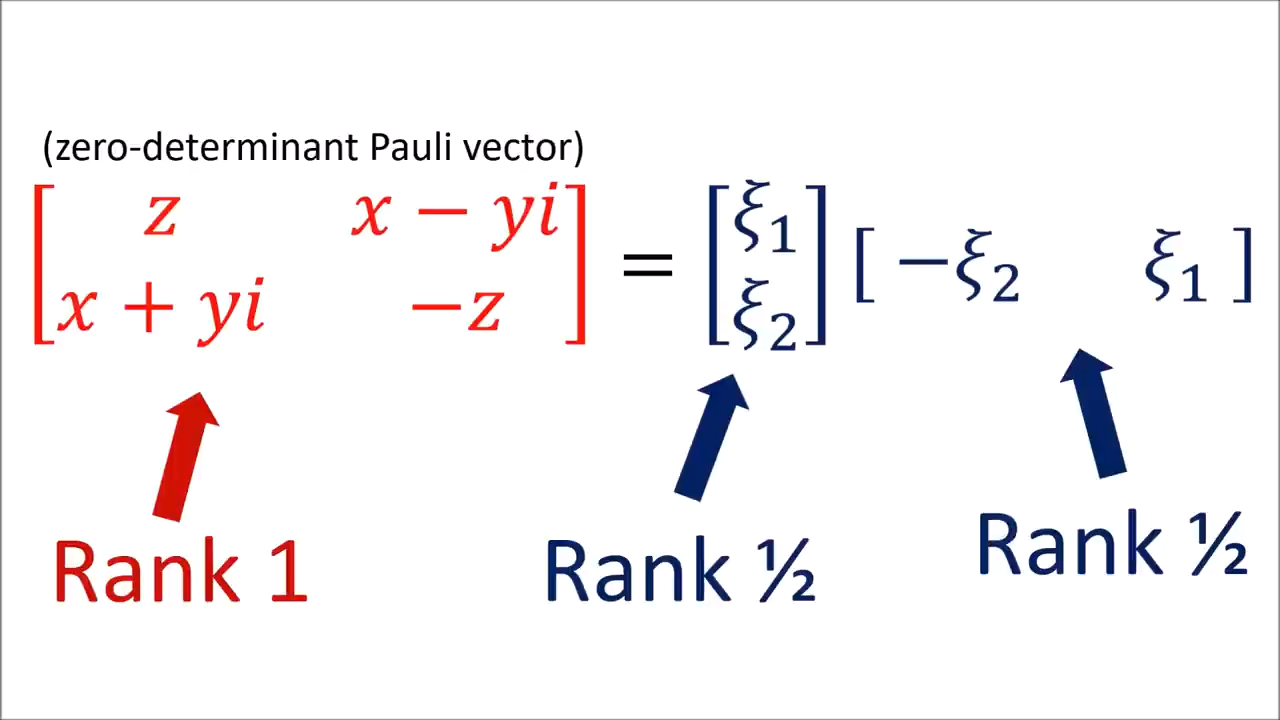 (zero-determinant Pauli vector)
[ z x − yi ] = [ ξ₁ ] [ −ξ₂ ξ₁ ]
[ x + yi −z ] [ ξ₂ ]
Rank 1 Rank ½ Rank ½